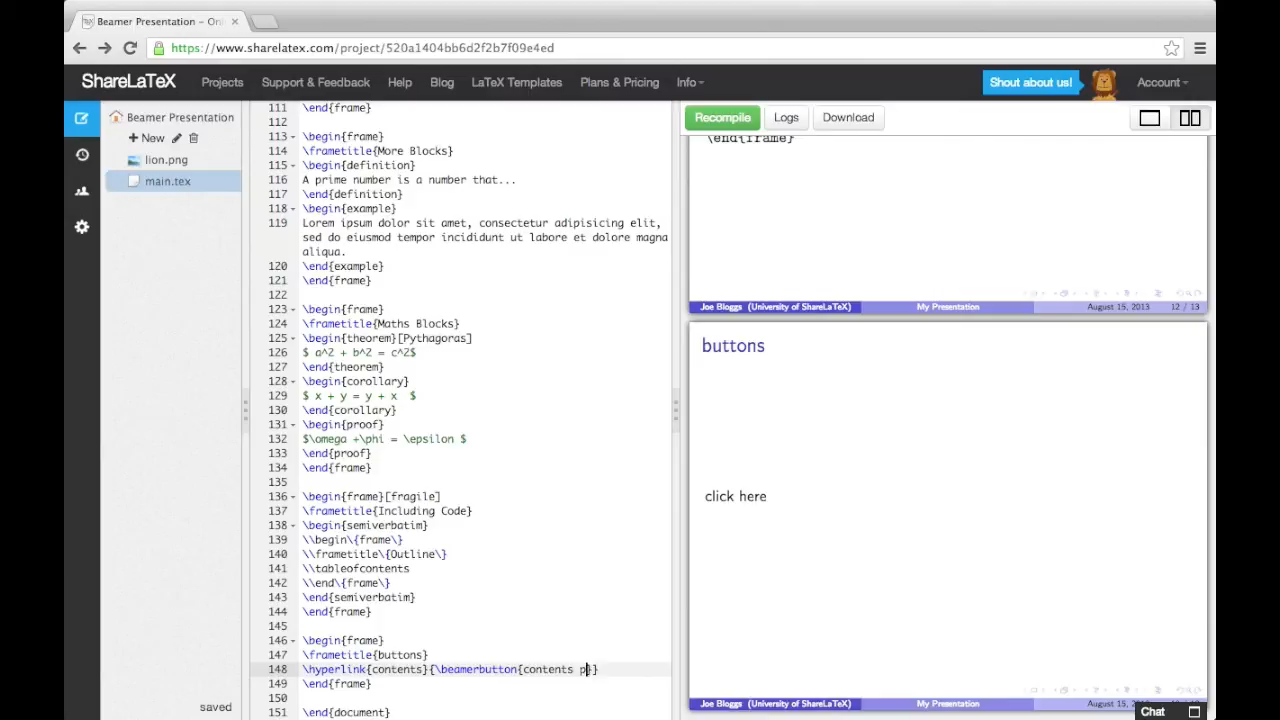 Beamer Presentation – Onl
https://www.sharelatex.com/project/520a1404bb6d2f2b7f09e4ed
ShareLaTeX Projects Support & Feedback Help Blog LaTeX Templates Plans & Pricing Info Shout about us! Account
Beamer Presentation
New
lion.png
main.tex
saved
111 \end{frame}
112
113 \begin{frame}
114 \frametitle{More Blocks}
115 \begin{definition}
116 A prime number is a number that...
117 \end{definition}
118 \begin{example}
119 Lorem ipsum dolor sit amet, consectetur adipisicing elit,
sed do eiusmod tempor incididunt ut labore et dolore magna
aliqua.
120 \end{example}
121 \end{frame}
122
123 \begin{frame}
124 \frametitle{Maths Blocks}
125 \begin{theorem}[Pythagoras]
126 $ a^2 + b^2 = c^2$
127 \end{theorem}
128 \begin{corollary}
129 $ x + y = y + x  $
130 \end{corollary}
131 \begin{proof}
132 $\omega +\phi = \epsilon $
133 \end{proof}
134 \end{frame}
135
136 \begin{frame}[fragile]
137 \frametitle{Including Code}
138 \begin{semiverbatim}
139 \\begin\{frame\}
140 \\frametitle\{Outline\}
141 \\tableofcontents
142 \\end\{frame\}
143 \end{semiverbatim}
144 \end{frame}
145
146 \begin{frame}
147 \frametitle{buttons}
148 \hyperlink{contents}{\beamerbutton{contents p}}
149 \end{frame}
150
151 \end{document}
Recompile Logs Download
\end{frame}
Joe Bloggs (University of ShareLaTeX) My Presentation August 15, 2013 12 / 13
buttons
click here
Joe Bloggs (University of ShareLaTeX) My Presentation August 15,
Chat